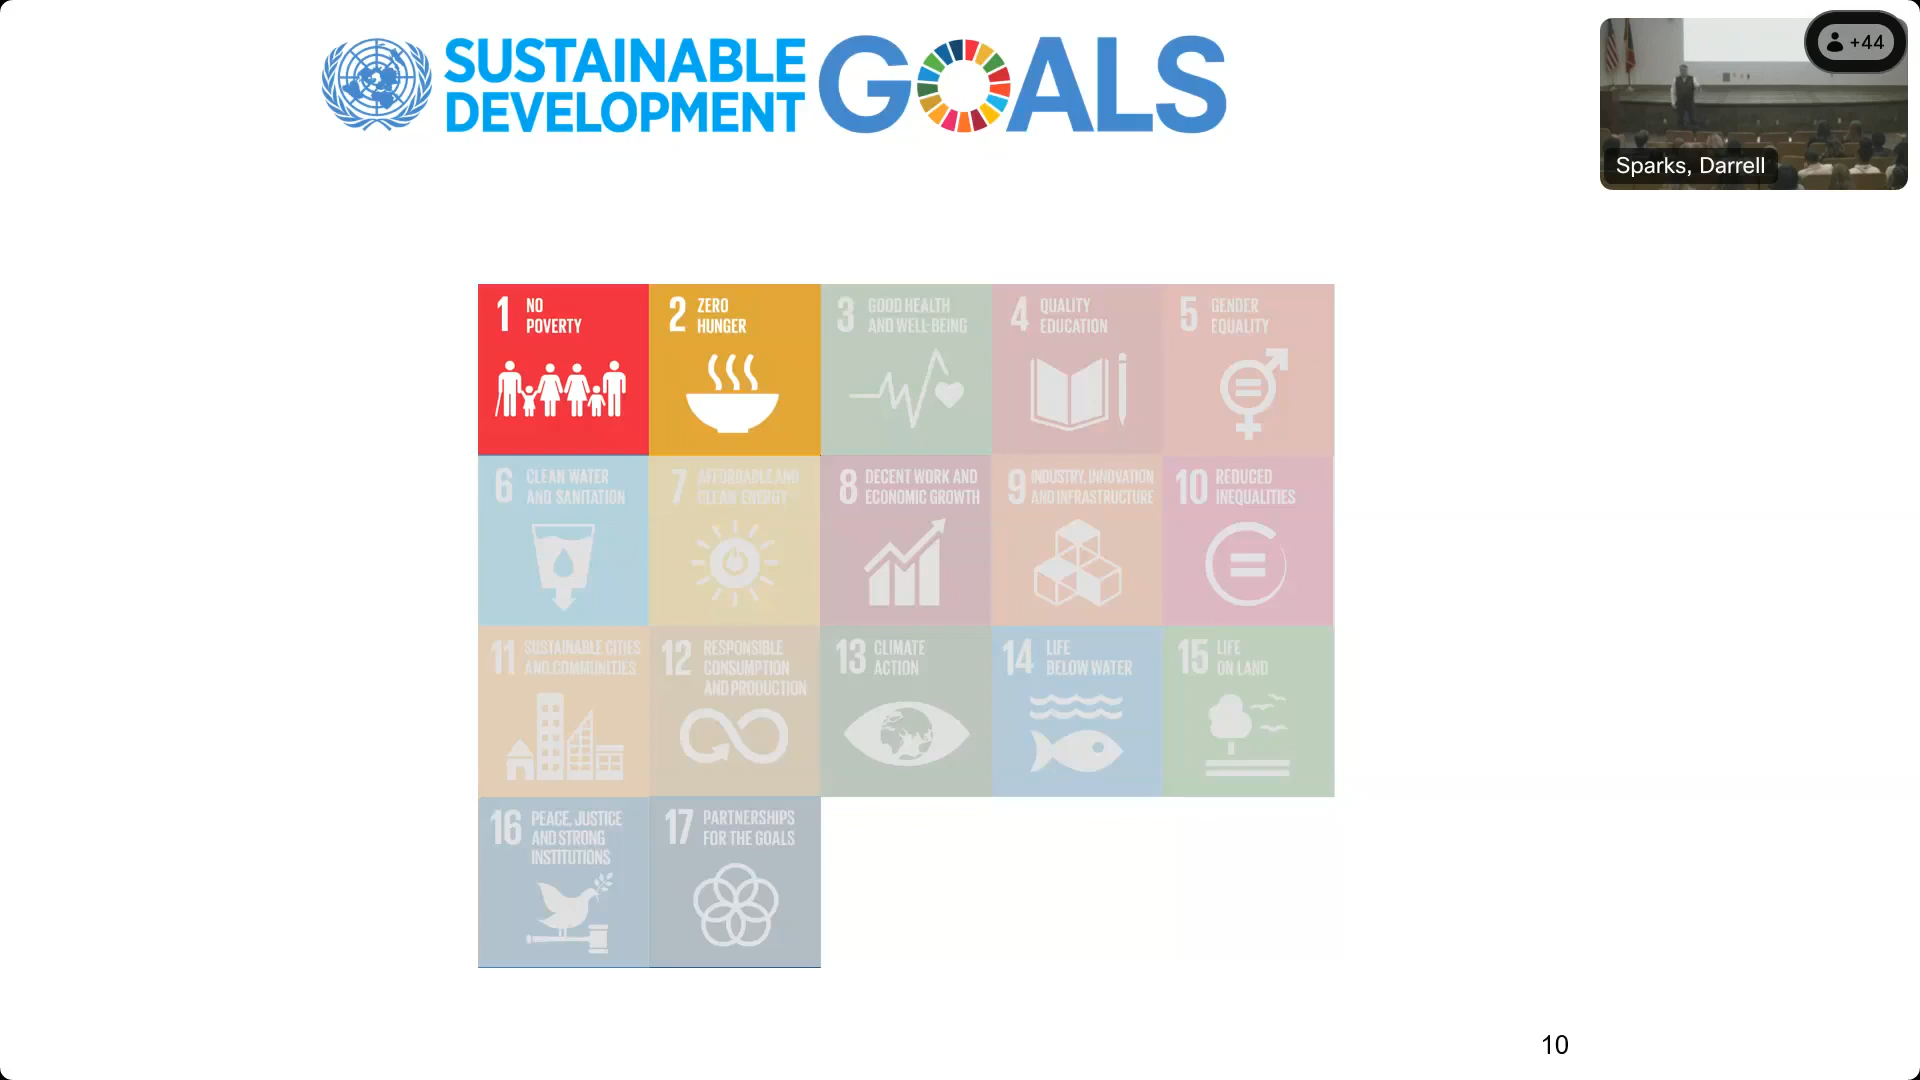 SUSTAINABLE
DEVELOPMENT
GOALS
+44
Sparks, Darrell
1 NO
POVERTY
2 ZERO
HUNGER
3 GOOD HEALTH
AND WELL-BEING
4 QUALITY
EDUCATION
5 GENDER
EQUALITY
6 CLEAN WATER
AND SANITATION
7 AFFORDABLE AND
CLEAN ENERGY
8 DECENT WORK AND
ECONOMIC GROWTH
9 INDUSTRY, INNOVATION
AND INFRASTRUCTURE
10 REDUCED
INEQUALITIES
11 SUSTAINABLE CITIES
AND COMMUNITIES
12 RESPONSIBLE
CONSUMPTION
AND PRODUCTION
13 CLIMATE
ACTION
14 LIFE
BELOW WATER
15 LIFE
ON LAND
16 PEACE, JUSTICE
AND STRONG
INSTITUTIONS
17 PARTNERSHIPS
FOR THE GOALS
10